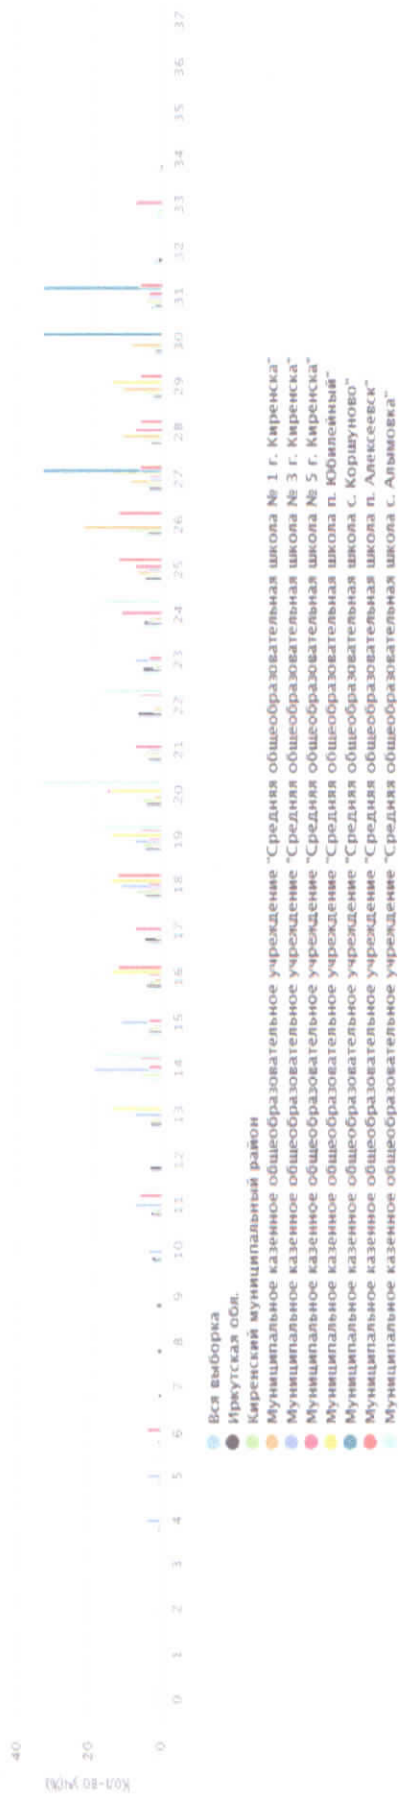 Кол-во уч(%)
40
20
0
0 1 2 3 4 5 6 7 8 9 10 11 12 13 14 15 16 17 18 19 20 21 22 23 24 25 26 27 28 29 30 31 32 33 34 35 36 37
Вся выборка
Иркутская обл.
Киренский муниципальный район
Муниципальное казенное общеобразовательное учреждение "Средняя общеобразовательная школа № 1 г. Киренска"
Муниципальное казенное общеобразовательное учреждение "Средняя общеобразовательная школа № 3 г. Киренска"
Муниципальное казенное общеобразовательное учреждение "Средняя общеобразовательная школа № 5 г. Киренска"
Муниципальное казенное общеобразовательное учреждение "Средняя общеобразовательная школа п. Юбилейный"
Муниципальное казенное общеобразовательное учреждение "Средняя общеобразовательная школа с. Коршуново"
Муниципальное казенное общеобразовательное учреждение "Средняя общеобразовательная школа п. Алексеевск"
Муниципальное казенное общеобразовательное учреждение "Средняя общеобразовательная школа с. Алымовка"